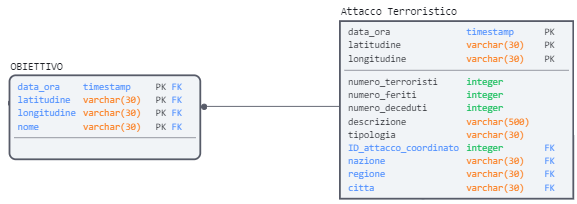 Attacco Terroristico
data_ora timestamp PK
latitudine varchar(30) PK
longitudine varchar(30) PK
numero_terroristi integer
numero_feriti integer
numero_deceduti integer
descrizione varchar(500)
tipologia varchar(30)
ID_attacco_coordinato integer FK
nazione varchar(30) FK
regione varchar(30) FK
citta varchar(30) FK
OBIETTIVO
data_ora timestamp PK FK
latitudine varchar(30) PK FK
longitudine varchar(30) PK FK
nome varchar(30) PK FK